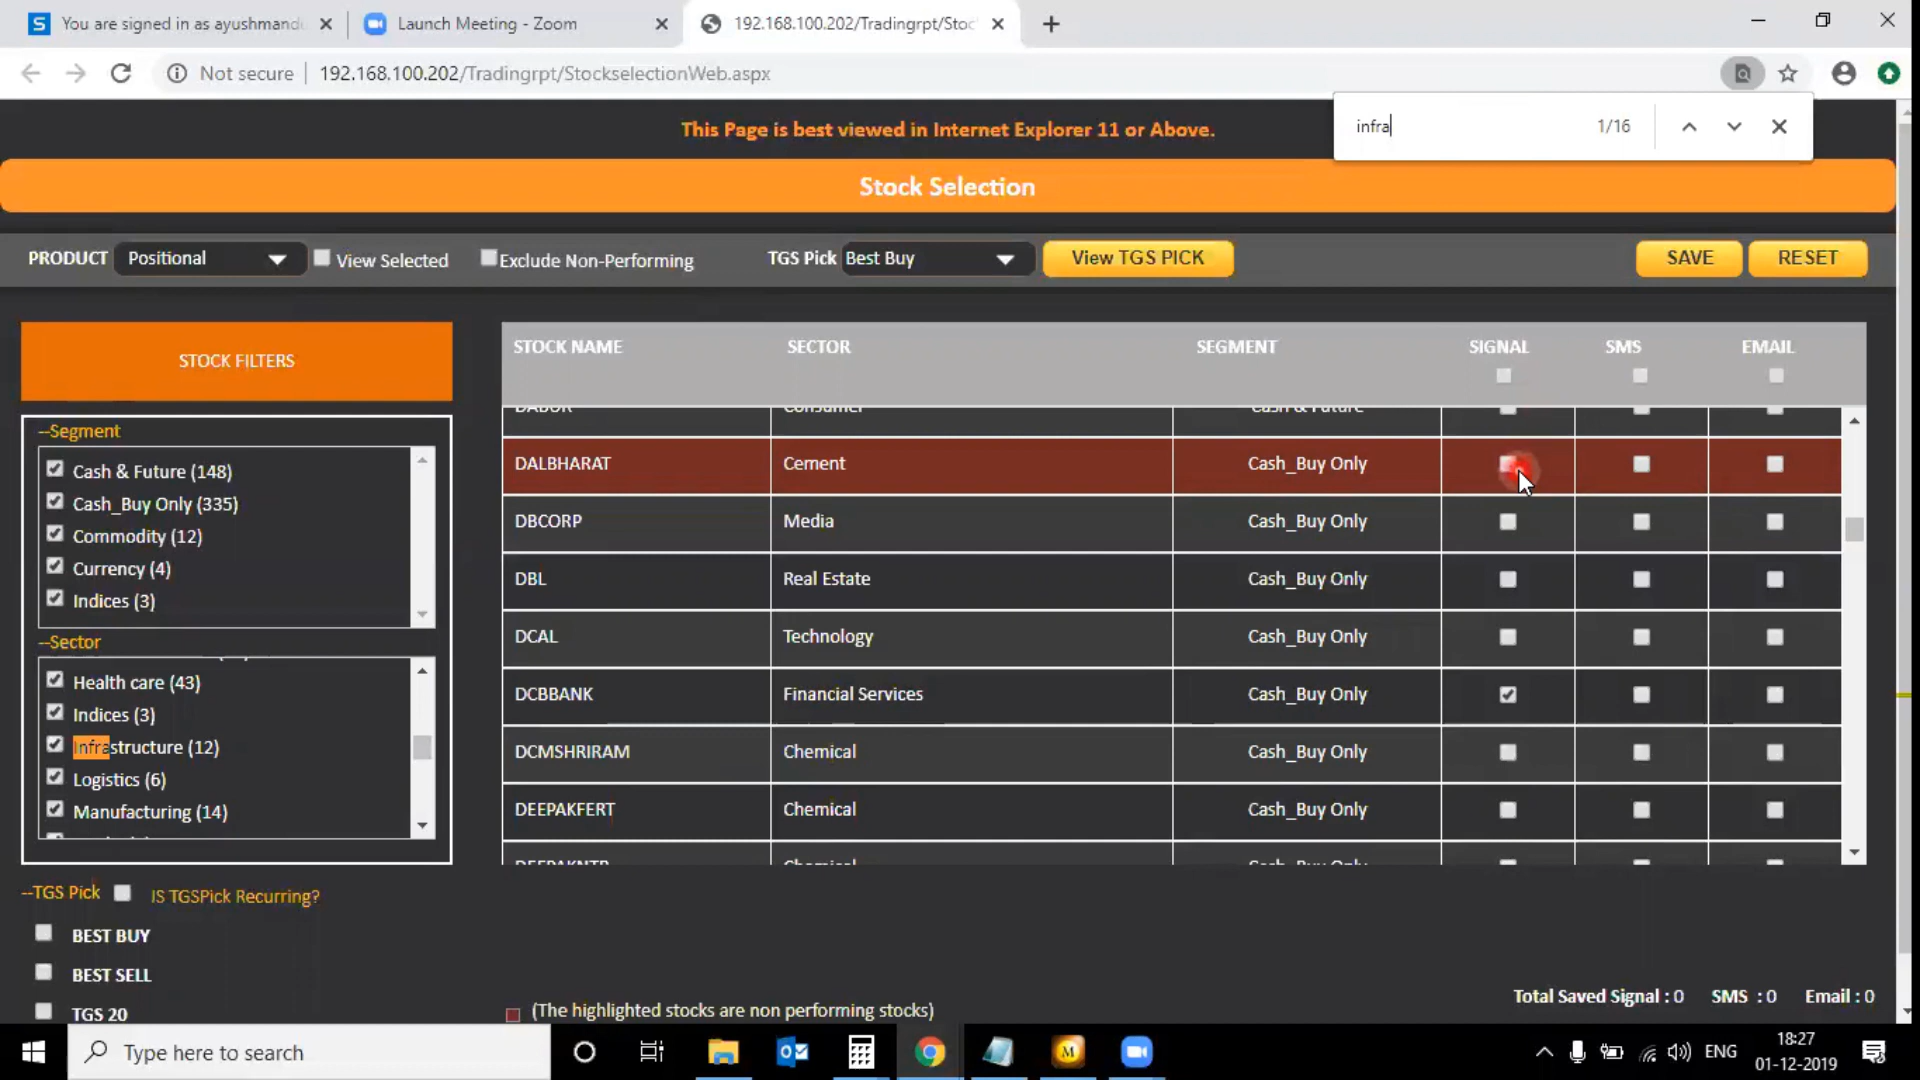 You are signed in as ayushmand
Launch Meeting - Zoom
192.168.100.202/Tradingrpt/Stoc
Not secure
192.168.100.202/Tradingrpt/StockselectionWeb.aspx
infra
1/16
This Page is best viewed in Internet Explorer 11 or Above.
Stock Selection
PRODUCT Positional View Selected Exclude Non-Performing TGS Pick Best Buy View TGS PICK SAVE RESET
STOCK FILTERS
--Segment
Cash & Future (148)
Cash_Buy Only (335)
Commodity (12)
Currency (4)
Indices (3)
--Sector
Health care (43)
Indices (3)
Infrastructure (12)
Logistics (6)
Manufacturing (14)
--TGS Pick IS TGSPick Recurring?
BEST BUY
BEST SELL
TGS 20
STOCK NAME SECTOR SEGMENT SIGNAL SMS EMAIL
DABUR Consumer Cash & Future
DALBHARAT Cement Cash_Buy Only
DBCORP Media Cash_Buy Only
DBL Real Estate Cash_Buy Only
DCAL Technology Cash_Buy Only
DCBBANK Financial Services Cash_Buy Only
DCMSHRIRAM Chemical Cash_Buy Only
DEEPAKFERT Chemical Cash_Buy Only
DEEPAKNTR Chemical Cash_Buy Only
Total Saved Signal : 0 SMS : 0 Email : 0
(The highlighted stocks are non performing stocks)
Type here to search
ENG
18:27
01-12-2019